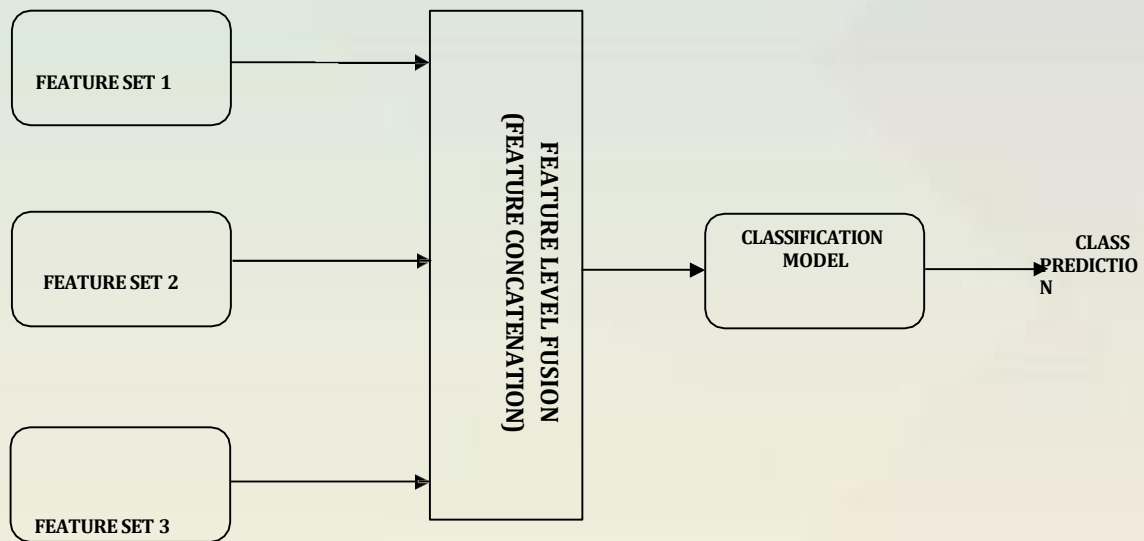 FEATURE SET 1
FEATURE SET 2
FEATURE SET 3
FEATURE LEVEL FUSION
(FEATURE CONCATENATION)
CLASSIFICATION
MODEL
CLASS
PREDICTIO
N